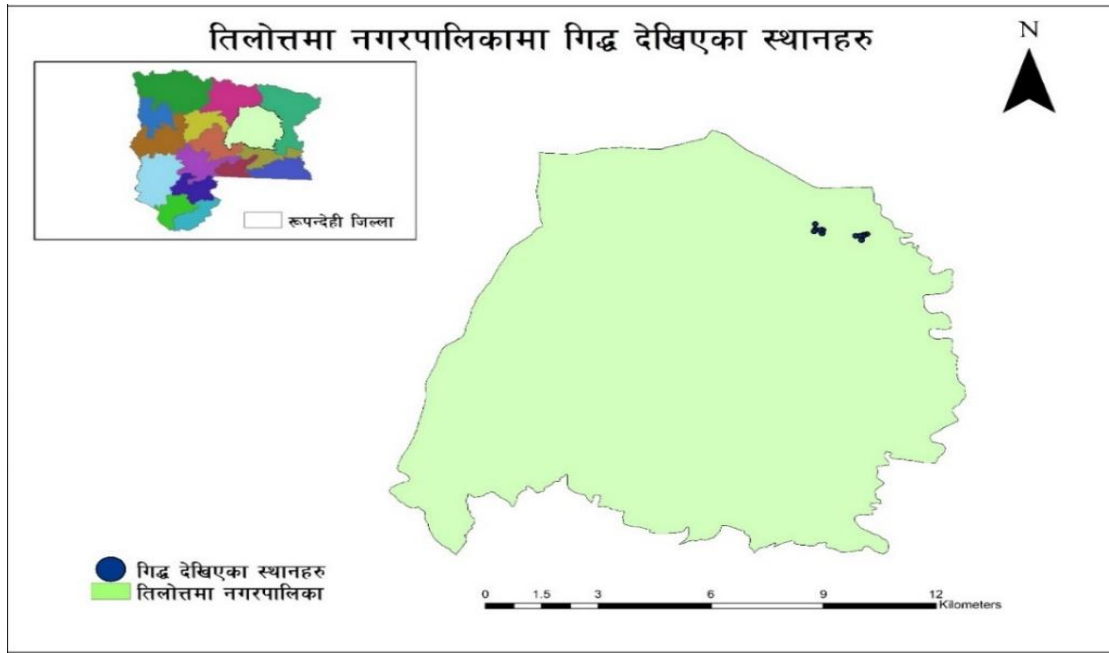 तिलोत्तमा नगरपालिकामा गिद्ध देखिएका स्थानहरु
N
रूपन्देही जिल्ला
गिद्ध देखिएका स्थानहरु
तिलोत्तमा नगरपालिका
0 1.5 3 6 9 12
Kilometers